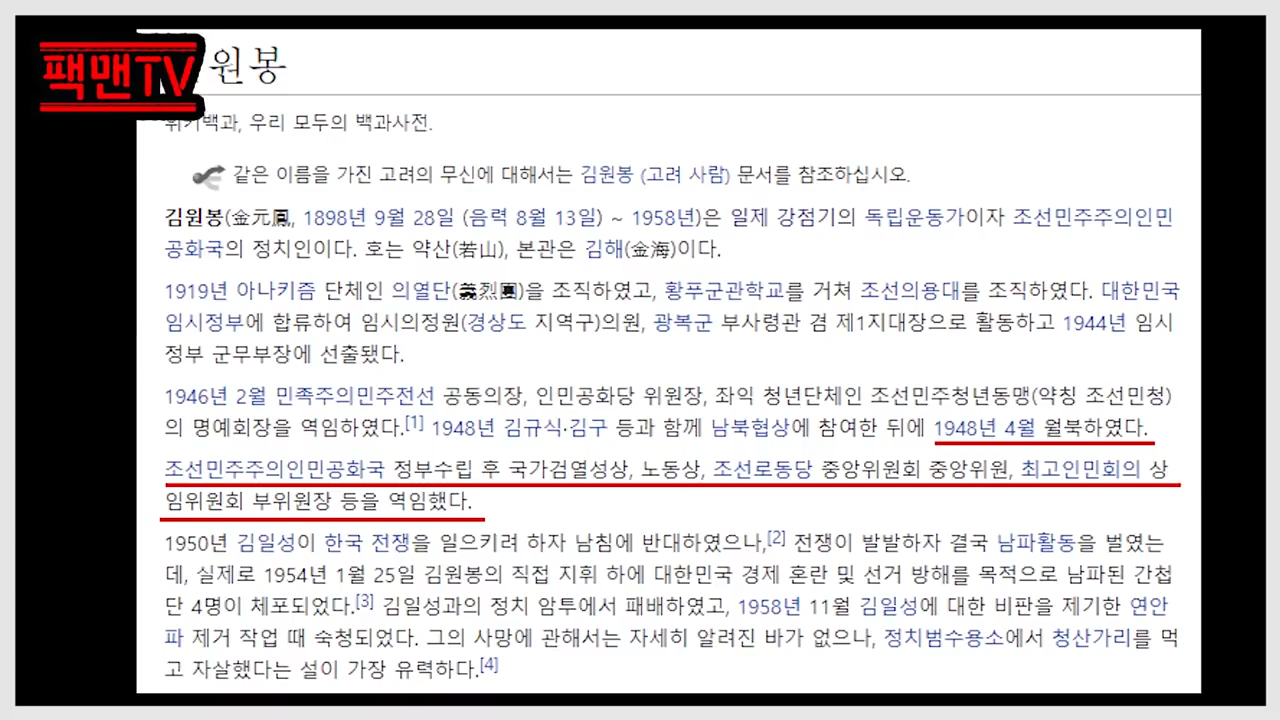 팩맨TV
원봉
위키백과, 우리 모두의 백과사전.
같은 이름을 가진 고려의 무신에 대해서는 김원봉 (고려 사람) 문서를 참조하십시오.
김원봉(金元鳳, 1898년 9월 28일 (음력 8월 13일) ~ 1958년)은 일제 강점기의 독립운동가이자 조선민주주의인민
공화국의 정치인이다. 호는 약산(若山), 본관은 김해(金海)이다.
1919년 아나키즘 단체인 의열단(義烈團)을 조직하였고, 황푸군관학교를 거쳐 조선의용대를 조직하였다. 대한민국
임시정부에 합류하여 임시의정원(경상도 지역구)의원, 광복군 부사령관 겸 제1지대장으로 활동하고 1944년 임시
정부 군무부장에 선출됐다.
1946년 2월 민족주의민주전선 공동의장, 인민공화당 위원장, 좌익 청년단체인 조선민주청년동맹(약칭 조선민청)
의 명예회장을 역임하였다.[1] 1948년 김규식·김구 등과 함께 남북협상에 참여한 뒤에 1948년 4월 월북하였다.
조선민주주의인민공화국 정부수립 후 국가검열성상, 노동상, 조선로동당 중앙위원회 중앙위원, 최고인민회의 상
임위원회 부위원장 등을 역임했다.
1950년 김일성이 한국 전쟁을 일으키려 하자 남침에 반대하였으나,[2] 전쟁이 발발하자 결국 남파활동을 벌였는
데, 실제로 1954년 1월 25일 김원봉의 직접 지휘 하에 대한민국 경제 혼란 및 선거 방해를 목적으로 남파된 간첩
단 4명이 체포되었다.[3] 김일성과의 정치 암투에서 패배하였고, 1958년 11월 김일성에 대한 비판을 제기한 연안
파 제거 작업 때 숙청되었다. 그의 사망에 관해서는 자세히 알려진 바가 없으나, 정치범수용소에서 청산가리를 먹
고 자살했다는 설이 가장 유력하다.[4]